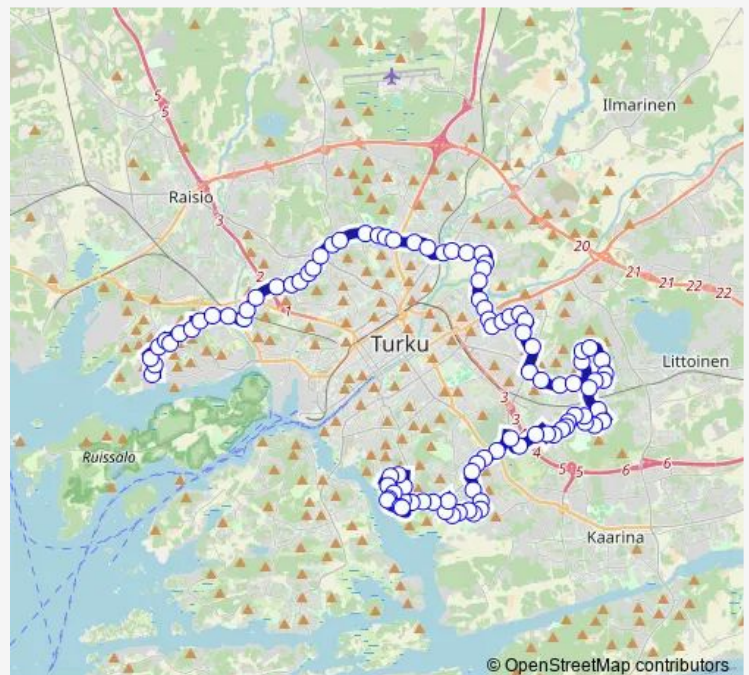 Ilmarinen
5
5
Raisio
3
20
2
21
21
22
22
1
Turku
Littoinen
3
3
4
Ruissalo
5
5
6
6
Kaarina
© OpenStreetMap contributors